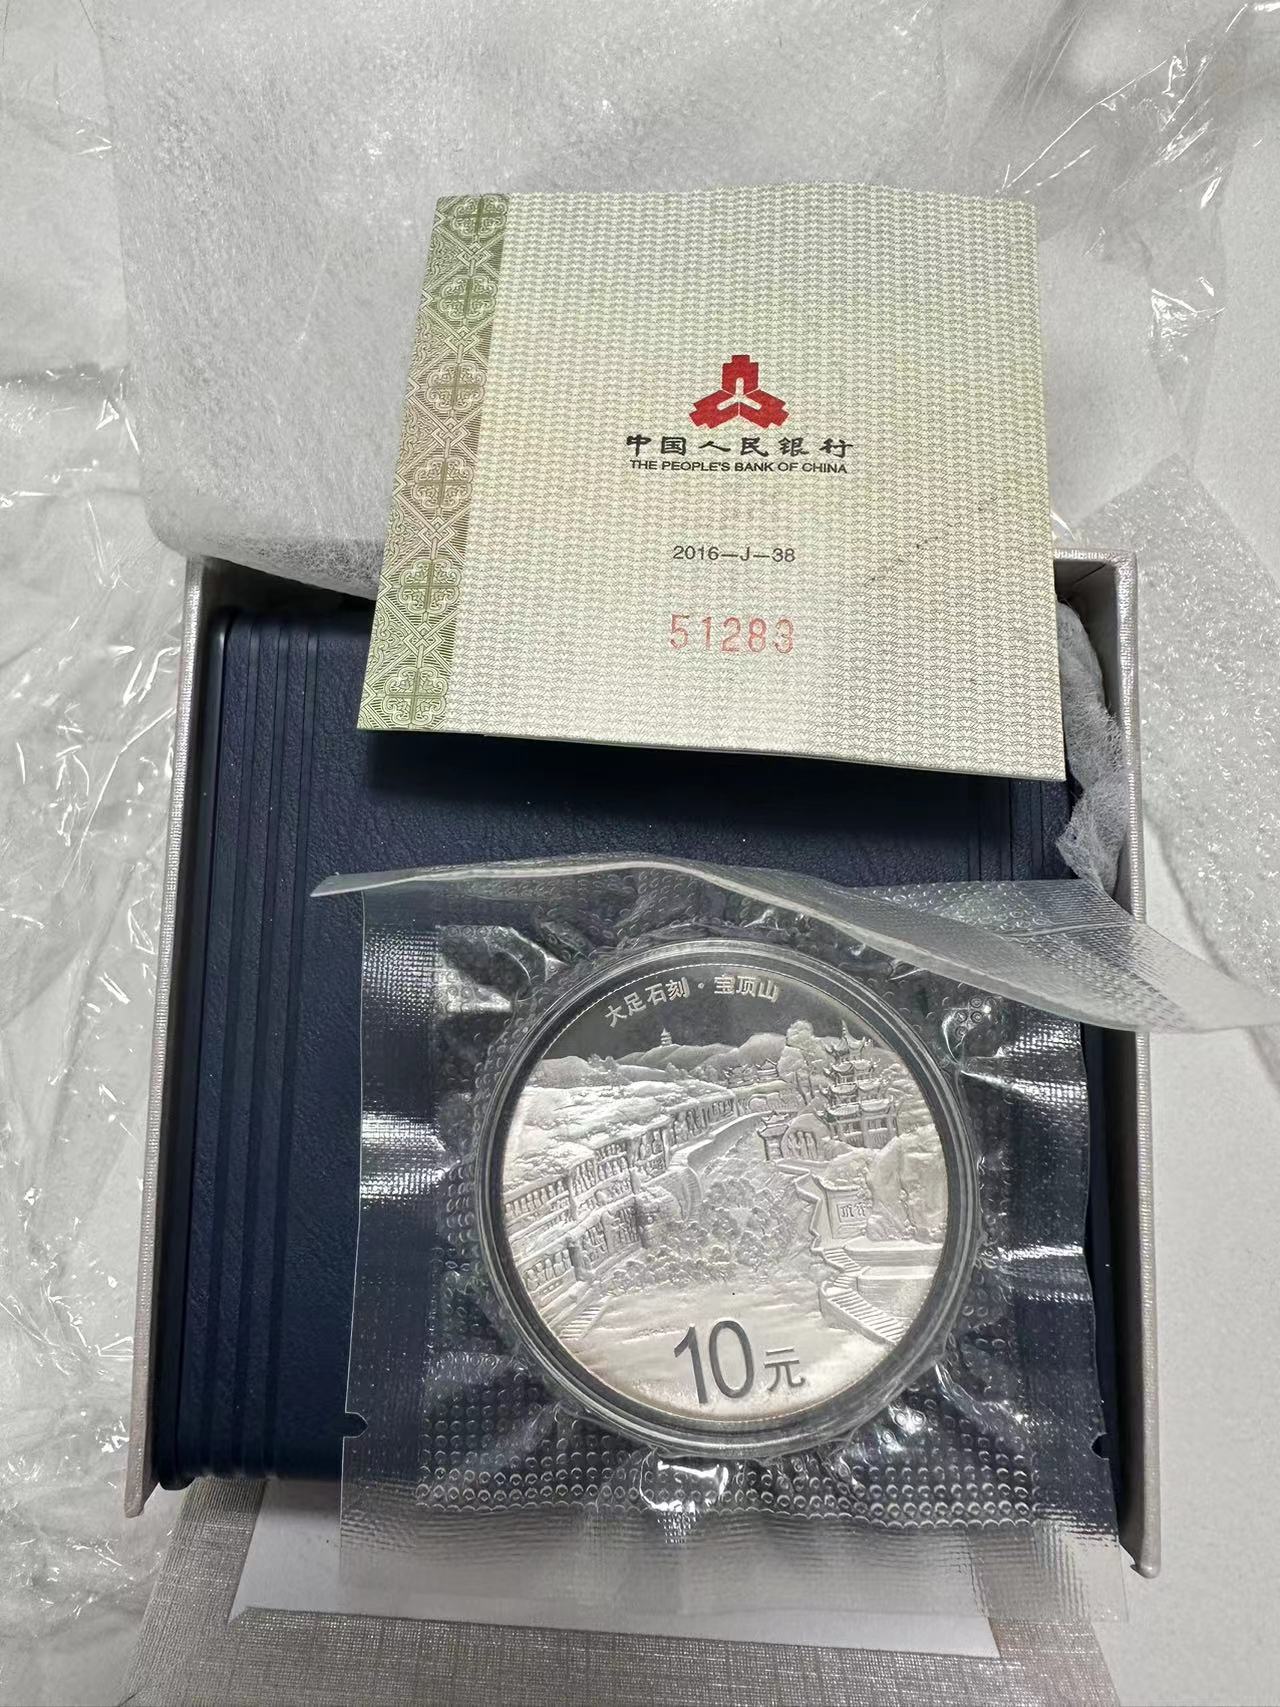 中国人民银行
THE PEOPLE'S BANK OF CHINA
2016-J-38
51283
大足石刻·宝顶山
10元